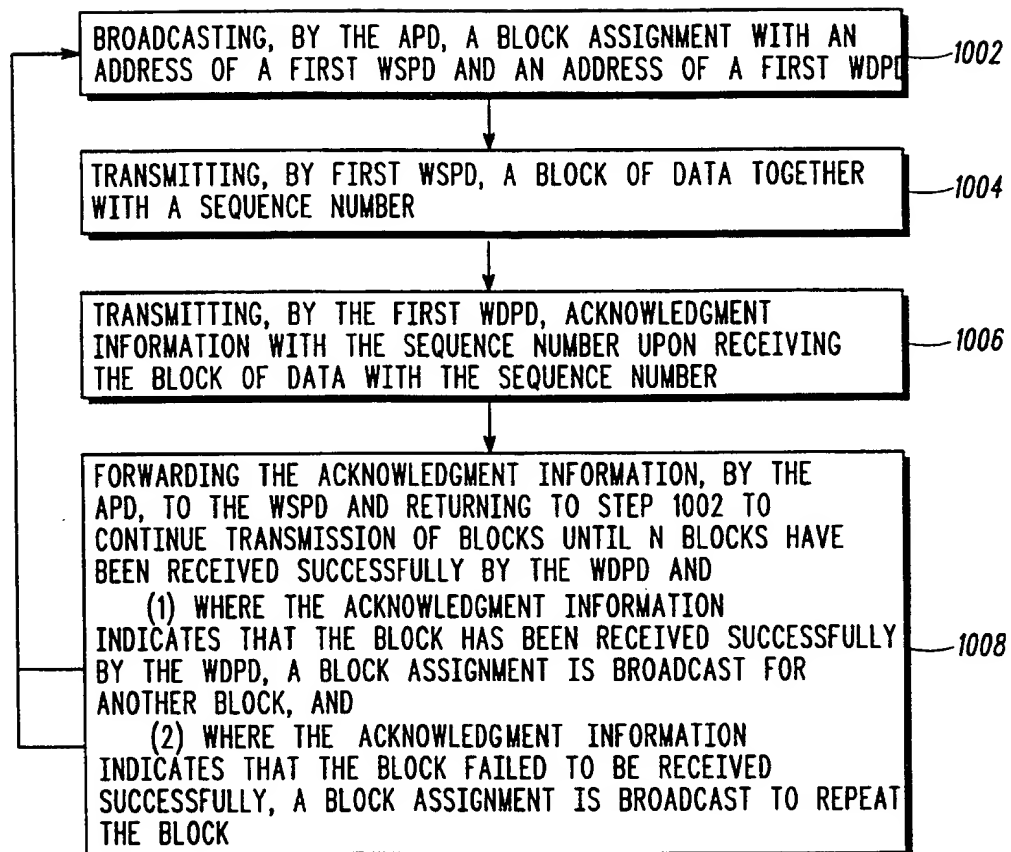 BROADCASTING, BY THE APD, A BLOCK ASSIGNMENT WITH AN
ADDRESS OF A FIRST WSPD AND AN ADDRESS OF A FIRST WDPD
1002
TRANSMITTING, BY FIRST WSPD, A BLOCK OF DATA TOGETHER
WITH A SEQUENCE NUMBER
1004
TRANSMITTING, BY THE FIRST WDPD, ACKNOWLEDGMENT
INFORMATION WITH THE SEQUENCE NUMBER UPON RECEIVING
THE BLOCK OF DATA WITH THE SEQUENCE NUMBER
1006
FORWARDING THE ACKNOWLEDGMENT INFORMATION, BY THE
APD, TO THE WSPD AND RETURNING TO STEP 1002 TO
CONTINUE TRANSMISSION OF BLOCKS UNTIL N BLOCKS HAVE
BEEN RECEIVED SUCCESSFULLY BY THE WDPD AND
(1) WHERE THE ACKNOWLEDGMENT INFORMATION
INDICATES THAT THE BLOCK HAS BEEN RECEIVED SUCCESSFULLY
BY THE WDPD, A BLOCK ASSIGNMENT IS BROADCAST FOR
ANOTHER BLOCK, AND
(2) WHERE THE ACKNOWLEDGMENT INFORMATION
INDICATES THAT THE BLOCK FAILED TO BE RECEIVED
SUCCESSFULLY, A BLOCK ASSIGNMENT IS BROADCAST TO REPEAT
THE BLOCK
1008